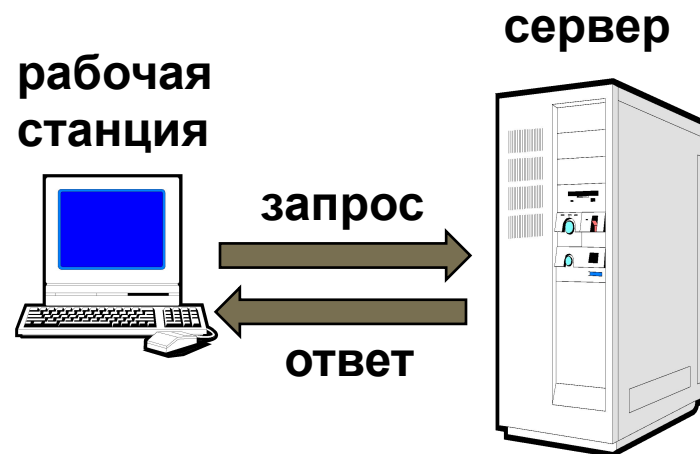 сервер
рабочая
станция
запрос
ответ